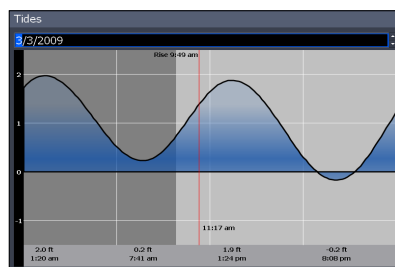 Tides
3/3/2009
Rise 9:49 am
2
1
0
-1
11:17 am
2.0 ft 0.2 ft 1.9 ft -0.2 ft
1:20 am 7:41 am 1:24 pm 8:08 pm